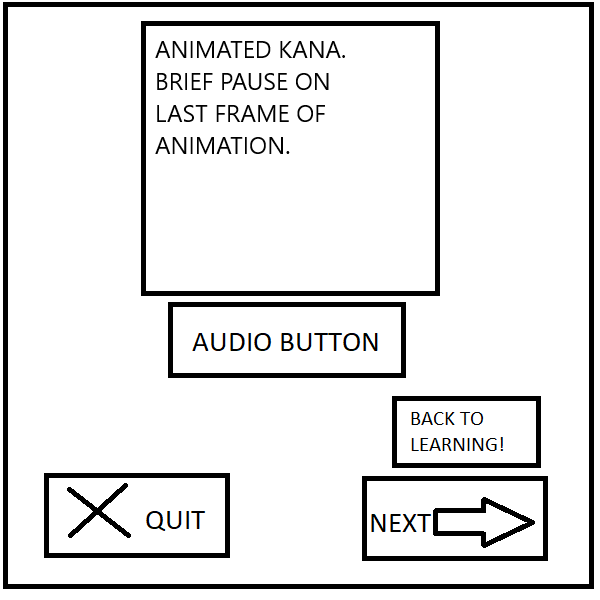 ANIMATED KANA.
BRIEF PAUSE ON
LAST FRAME OF
ANIMATION.
AUDIO BUTTON
BACK TO
LEARNING!
QUIT
NEXT